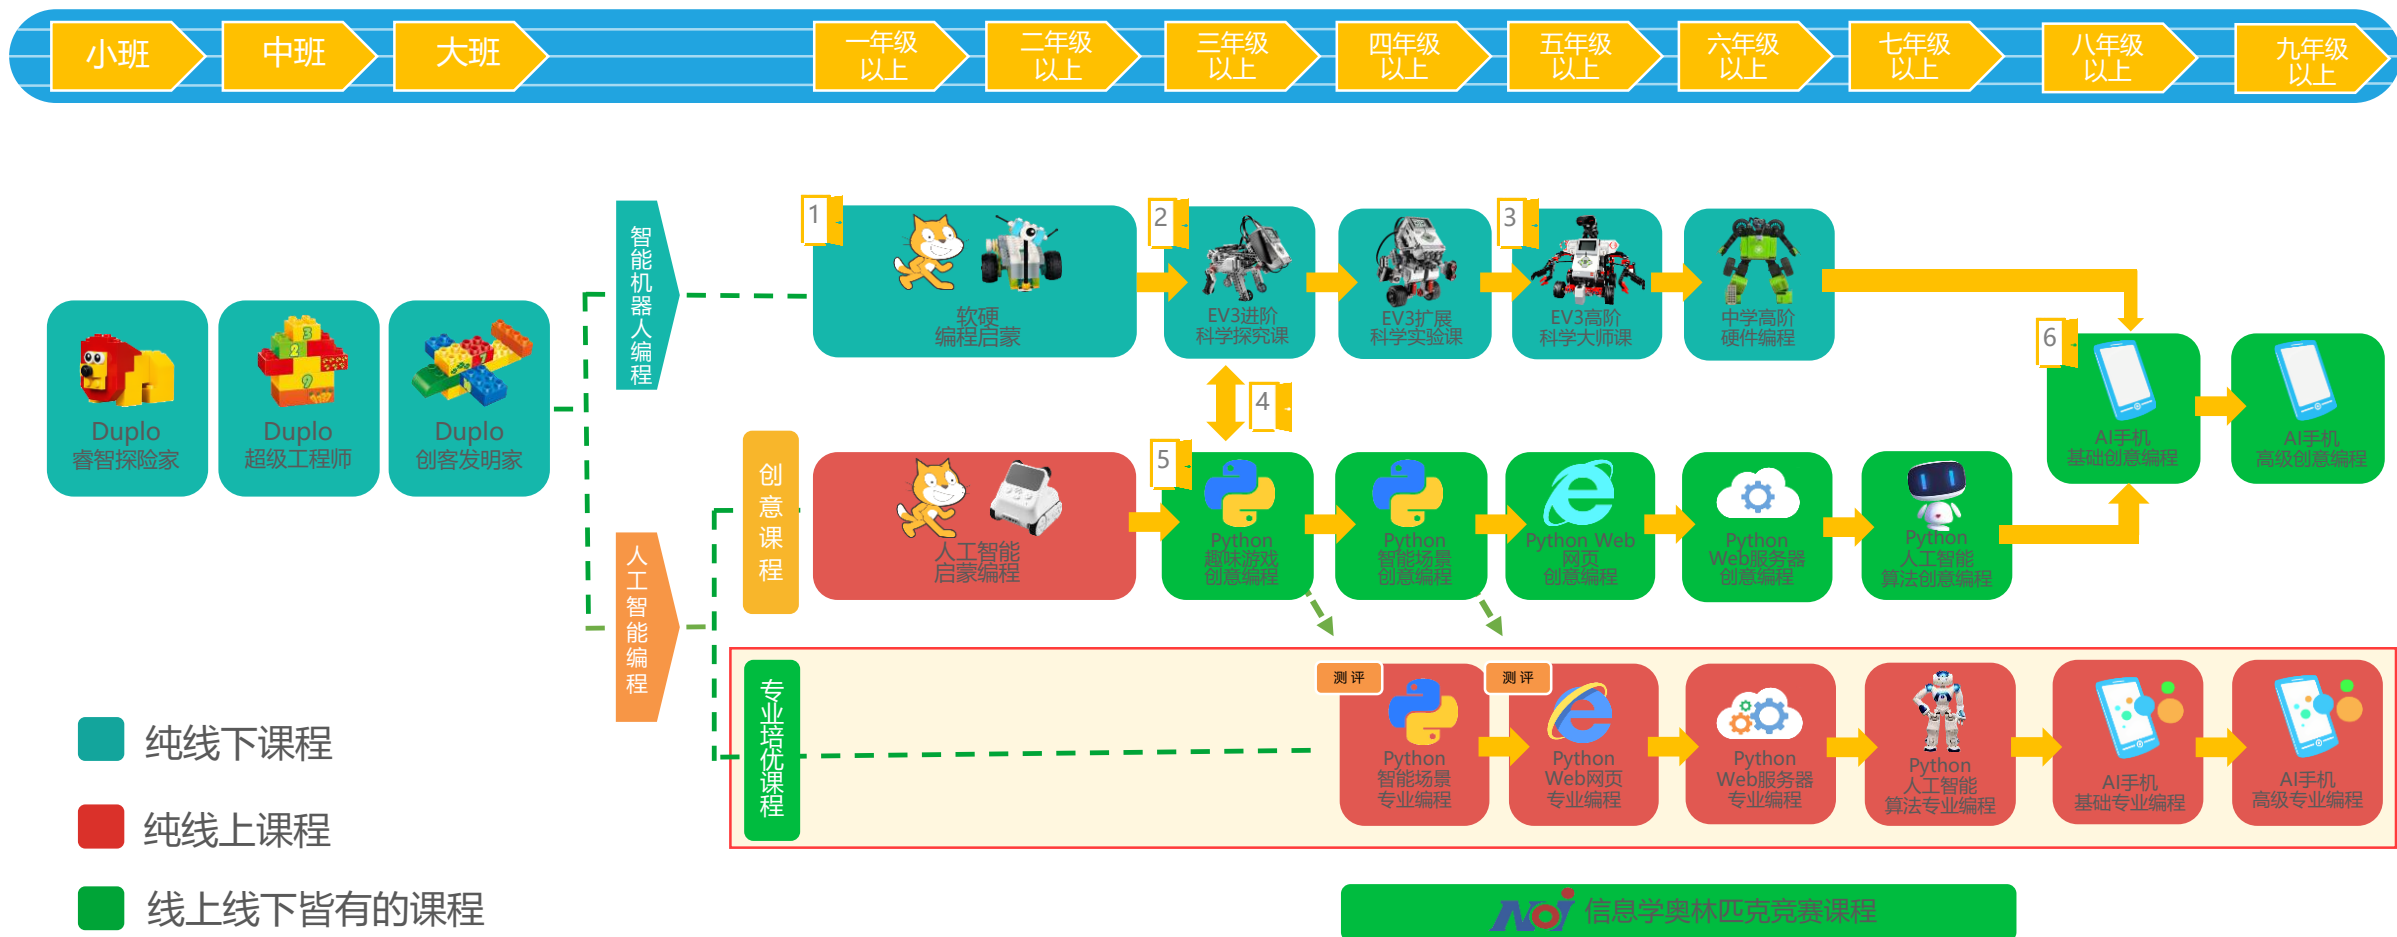 小班
中班
大班
一年级
以上
二年级
以上
三年级
以上
四年级
以上
五年级
以上
六年级
以上
七年级
以上
八年级
以上
九年级
以上
智能机器人编程
1
软硬
编程启蒙
2
EV3进阶
科学探究课
EV3扩展
科学实验课
3
EV3高阶
科学大师课
中学高阶
硬件编程
6
AI手机
基础创意编程
AI手机
高级创意编程
Duplo
睿智探险家
Duplo
超级工程师
Duplo
创客发明家
4
人工智能编程
创意课程
人工智能
启蒙编程
5
Python
趣味游戏
创意编程
Python
智能场景
创意编程
Python Web
网页
创意编程
Python
Web服务器
创意编程
Python
人工智能
算法创意编程
专业培优课程
测 评
Python
智能场景
专业编程
测 评
Python
Web网页
专业编程
Python
Web服务器
专业编程
Python
人工智能
算法专业编程
AI手机
基础专业编程
AI手机
高级专业编程
纯线下课程
纯线上课程
线上线下皆有的课程
NOI 信息学奥林匹克竞赛课程